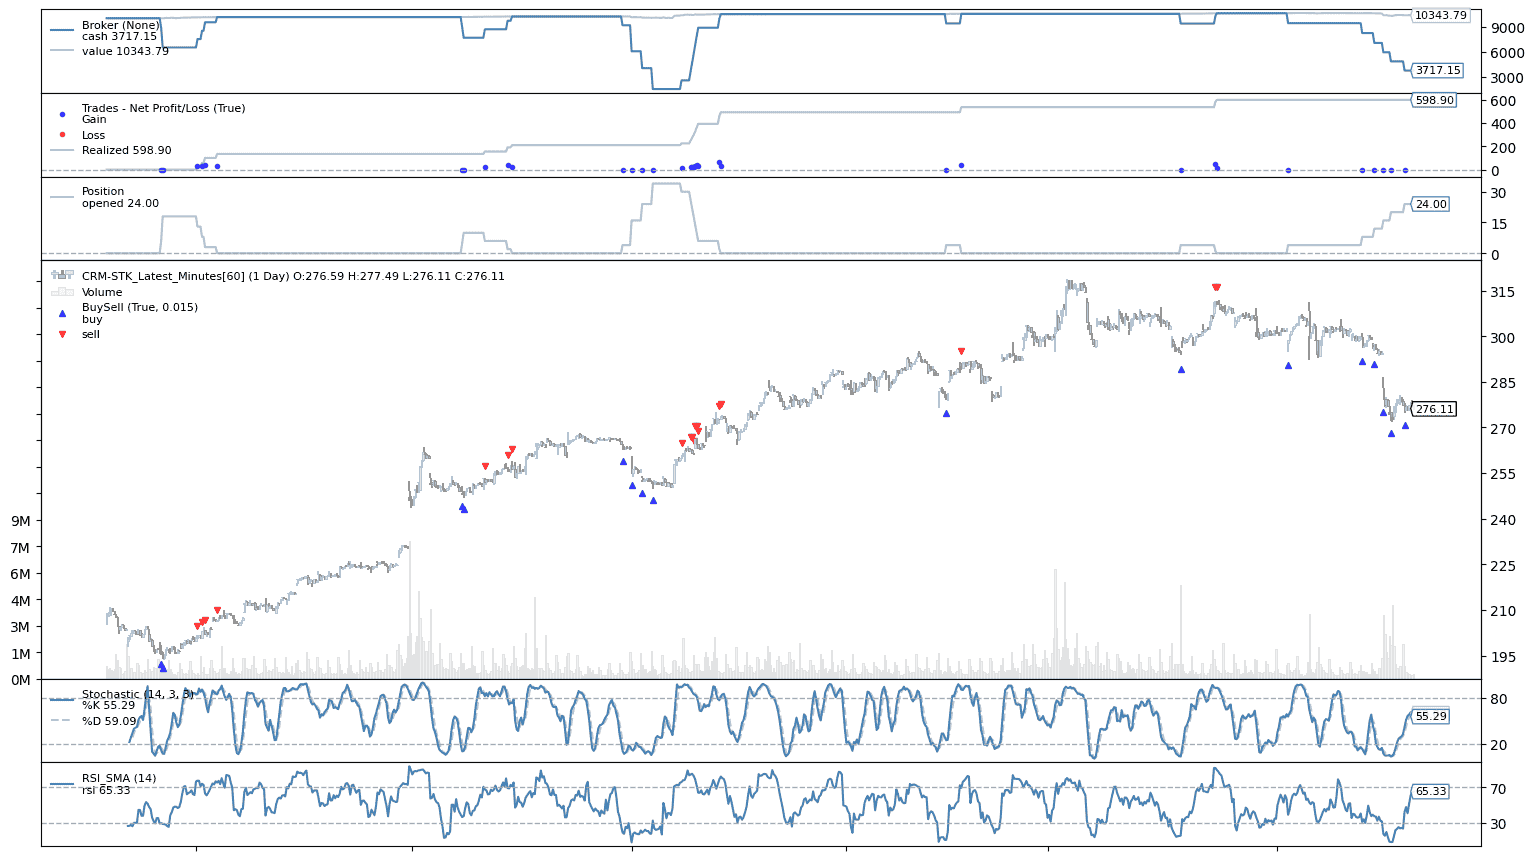 Broker (None)
cash 3717.15
value 10343.79
10343.79
9000
6000
3717.15
3000
Trades - Net Profit/Loss (True)
Gain
Loss
Realized 598.90
598.90
600
400
200
0
Position
opened 24.00
30
24.00
15
0
CRM-STK_Latest_Minutes[60] (1 Day) O:276.59 H:277.49 L:276.11 C:276.11
Volume
BuySell (True, 0.015)
buy
sell
315
300
285
276.11
270
255
240
225
210
195
9M
7M
6M
4M
3M
1M
0M
Stochastic (14, 3, 3)
%K 55.29
%D 59.09
80
55.29
20
RSI_SMA (14)
rsi 65.33
70
65.33
30